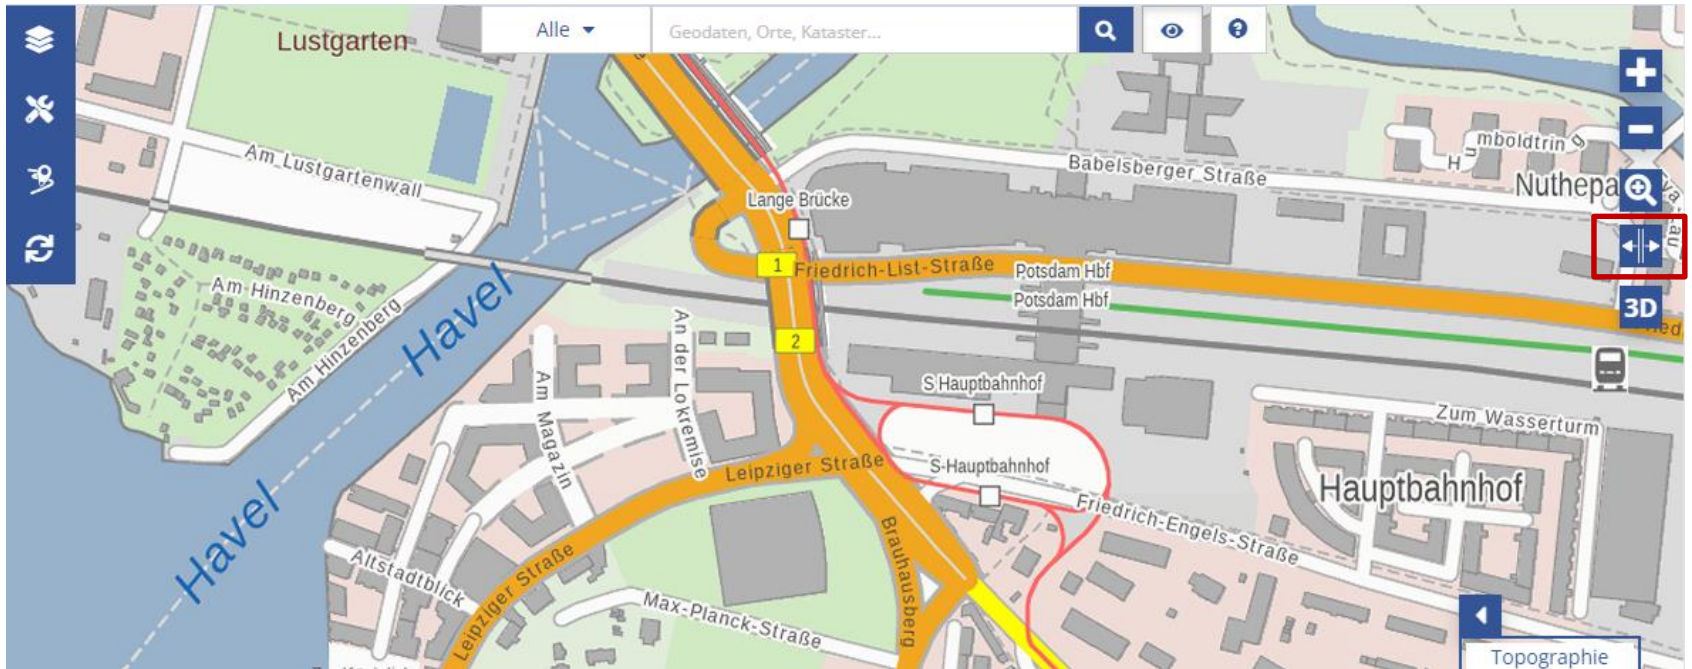 Alle
Geodaten, Orte, Kataster...
Lustgarten
Am Lustgartenwall
Babelsberger Straße
Nuthepa
Lange Brücke
1
Friedrich-List-Straße
Potsdam Hbf
Potsdam Hbf
3D
Am Hinzenberg
Am Hinzenberg
Havel
An der Lokremise
2
S Hauptbahnhof
Am Magazin
Zum Wasserturm
Leipziger Straße
S-Hauptbahnhof
Hauptbahnhof
Friedrich-Engels-Straße
Havel
Brauhausberg
Altstadtblick
Leipziger Straße
Max-Planck-Straße
Topographie